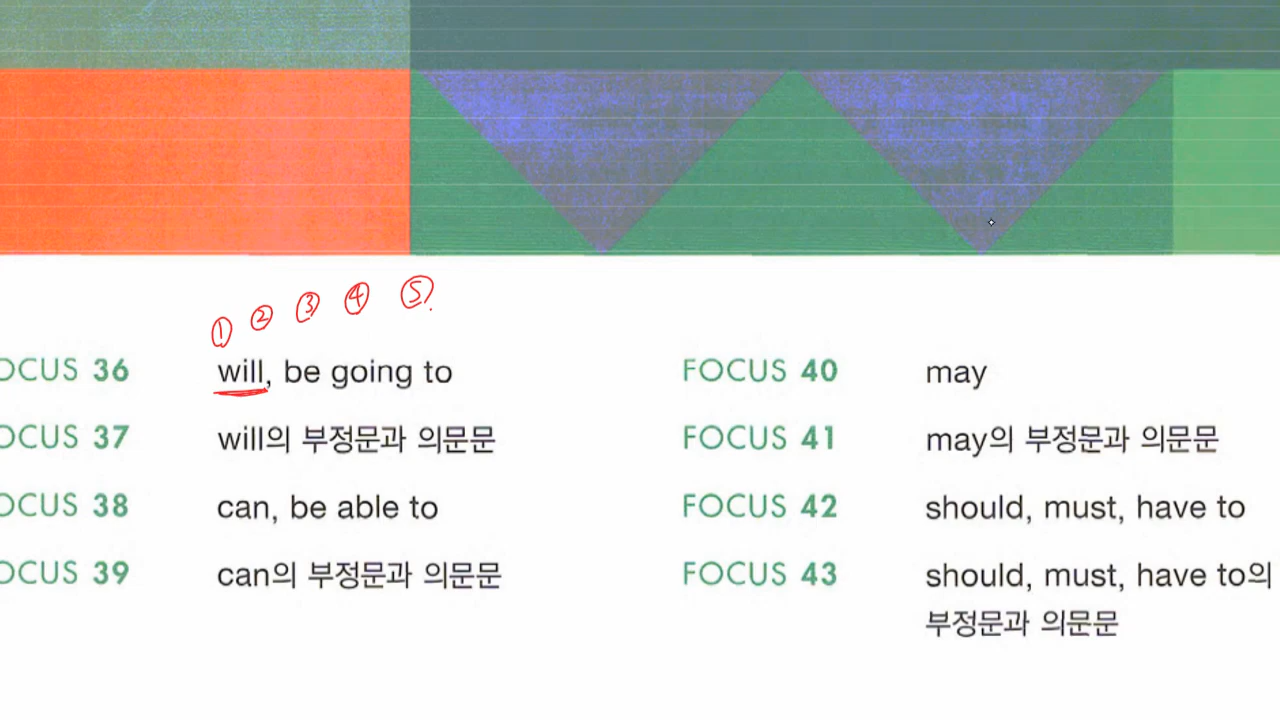 ① ② ③ ④ ⑤?
OCUS 36 will, be going to
OCUS 37 will의 부정문과 의문문
OCUS 38 can, be able to
OCUS 39 can의 부정문과 의문문
FOCUS 40 may
FOCUS 41 may의 부정문과 의문문
FOCUS 42 should, must, have to
FOCUS 43 should, must, have to의
부정문과 의문문